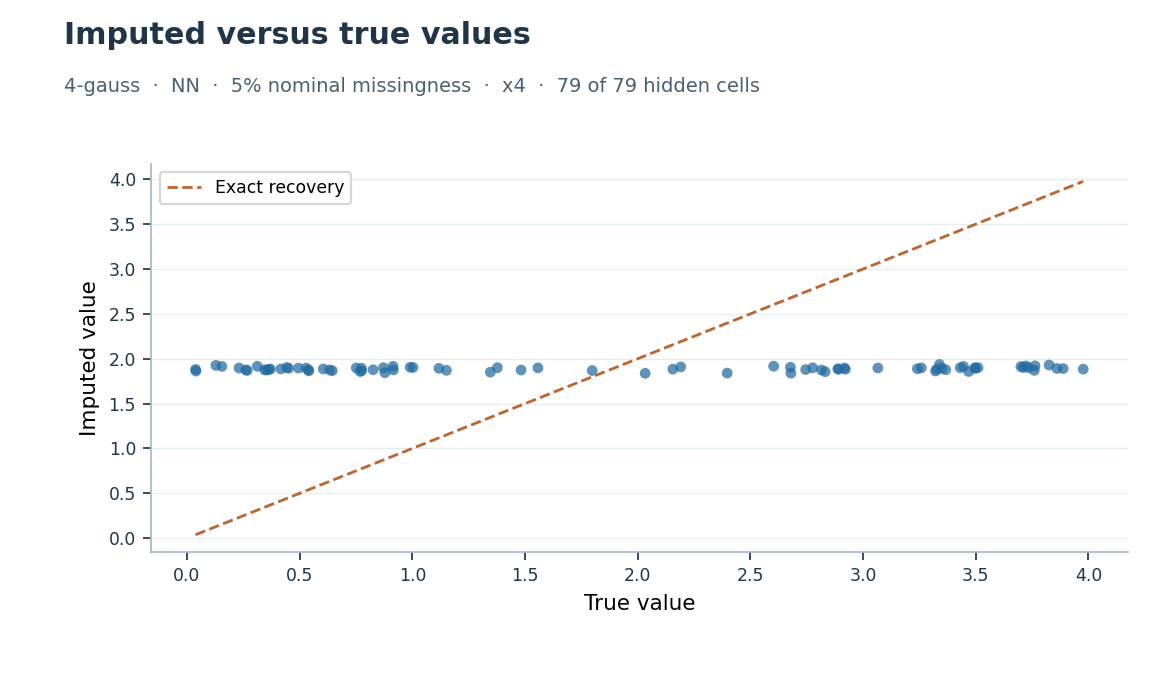 Imputed versus true values
4-gauss · NN · 5% nominal missingness · x4 · 79 of 79 hidden cells
Exact recovery
Imputed value
4.0
3.5
3.0
2.5
2.0
1.5
1.0
0.5
0.0
0.0 0.5 1.0 1.5 2.0 2.5 3.0 3.5 4.0
True value